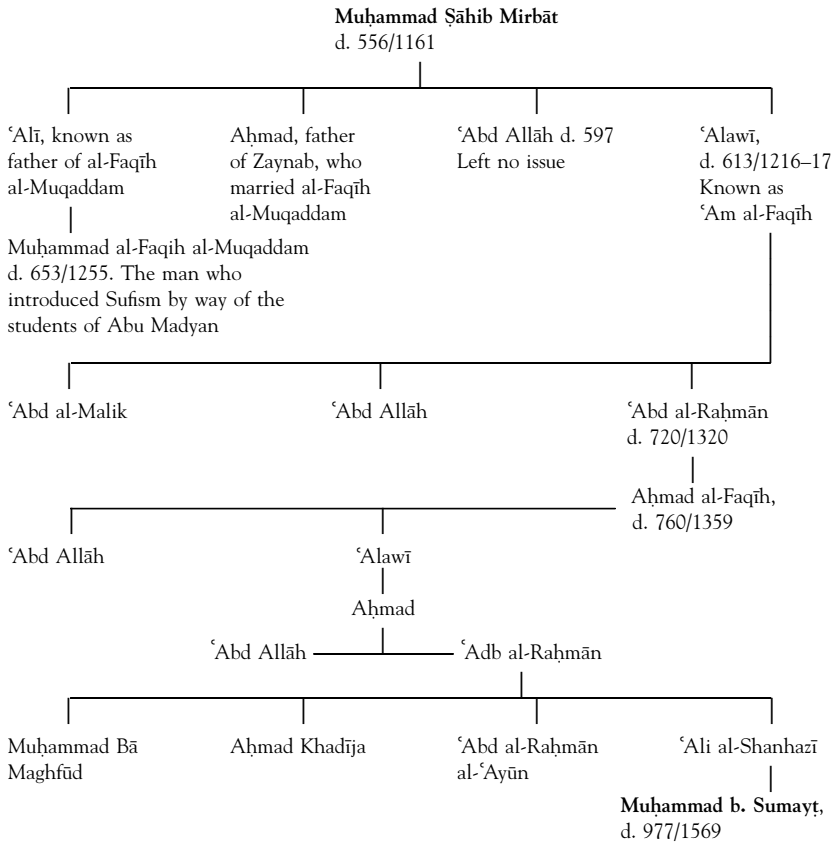 Muḥammad Ṣāhib Mirbāt
d. 556/1161
ʿAlī, known as
father of al-Faqīh
al-Muqaddam
Aḥmad, father
of Zaynab, who
married al-Faqīh
al-Muqaddam
ʿAbd Allāh d. 597
Left no issue
ʿAlawī,
d. 613/1216–17
Known as
ʿAm al-Faqīh
Muḥammad al-Faqih al-Muqaddam
d. 653/1255. The man who
introduced Sufism by way of the
students of Abu Madyan
ʿAbd al-Malik
ʿAbd Allāh
ʿAbd al-Raḥmān
d. 720/1320
Aḥmad al-Faqīh,
d. 760/1359
ʿAbd Allāh
ʿAlawī
Aḥmad
ʿAbd Allāh
ʿAdb al-Raḥmān
Muḥammad Bā
Maghfūd
Aḥmad Khadīja
ʿAbd al-Raḥmān
al-ʿAyūn
ʿAli al-Shanhazī
Muḥammad b. Sumayṭ,
d. 977/1569